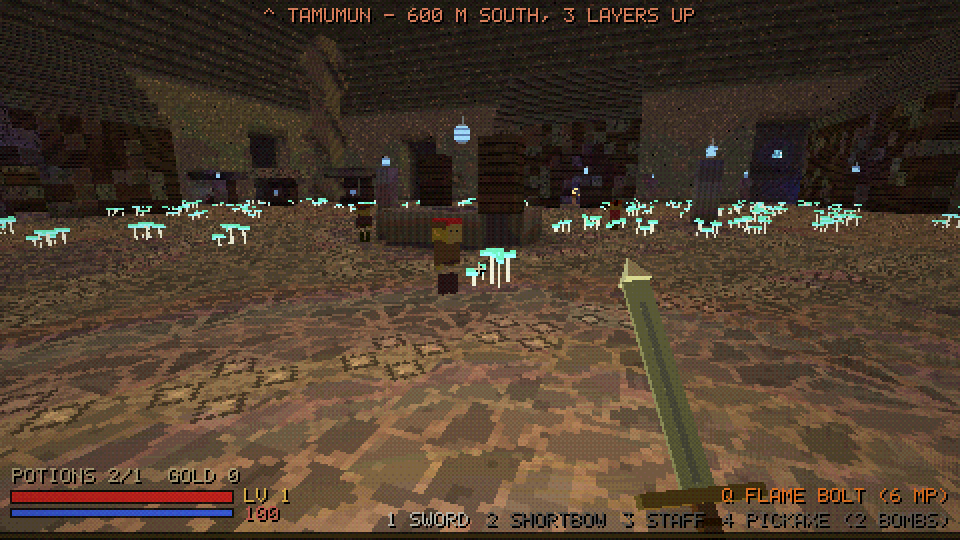 ^ TAMUMUN - 600 M SOUTH, 3 LAYERS UP
POTIONS 2/1 GOLD 0
LV 1
100
Q FLAME BOLT (6 MP)
1 SWORD 2 SHORTBOW 3 STAFF 4 PICKAXE (2 BOMBS)